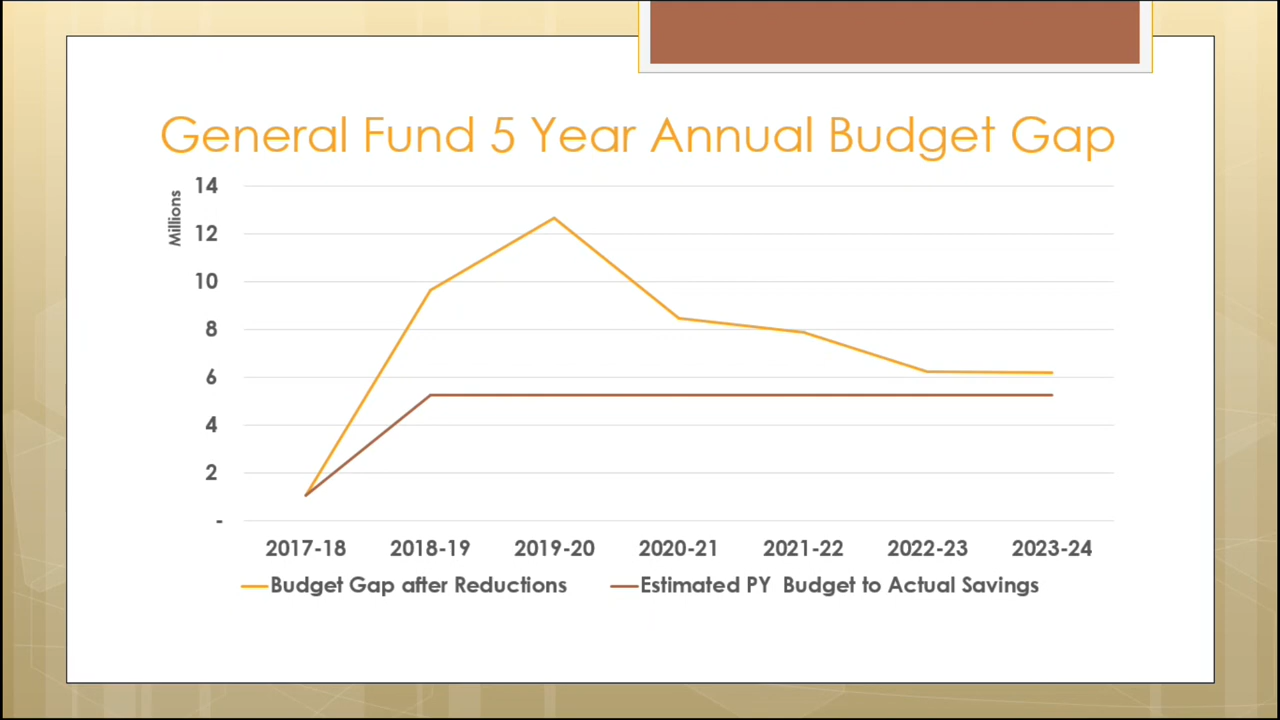 General Fund 5 Year Annual Budget Gap
Millions
14
12
10
8
6
4
2
-
2017-18 2018-19 2019-20 2020-21 2021-22 2022-23 2023-24
Budget Gap after Reductions Estimated PY  Budget to Actual Savings